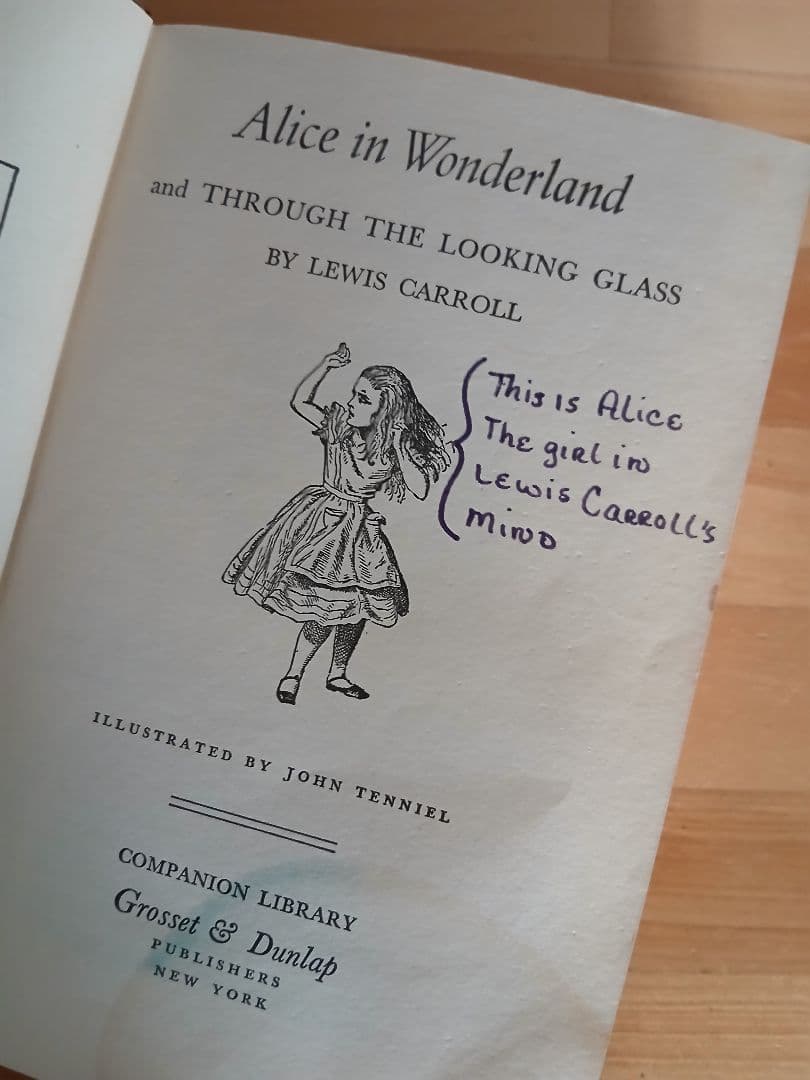 Alice in Wonderland
and THROUGH THE LOOKING GLASS
BY LEWIS CARROLL
This is Alice
The girl in
Lewis Carroll's
Mind
ILLUSTRATED BY JOHN TENNIEL
COMPANION LIBRARY
Grosset & Dunlap
PUBLISHERS
NEW YORK